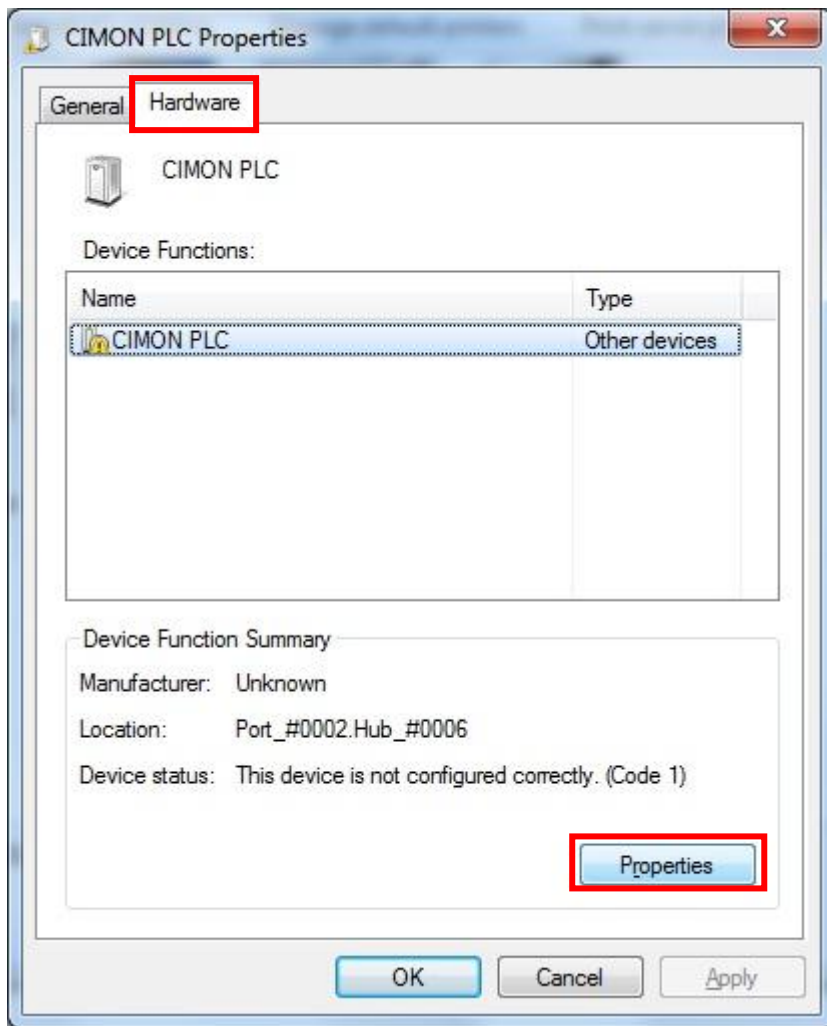 CIMON PLC Properties
General Hardware
CIMON PLC
Device Functions:
Name Type
CIMON PLC Other devices
Device Function Summary
Manufacturer: Unknown
Location: Port_#0002.Hub_#0006
Device status: This device is not configured correctly. (Code 1)
Properties
OK Cancel Apply